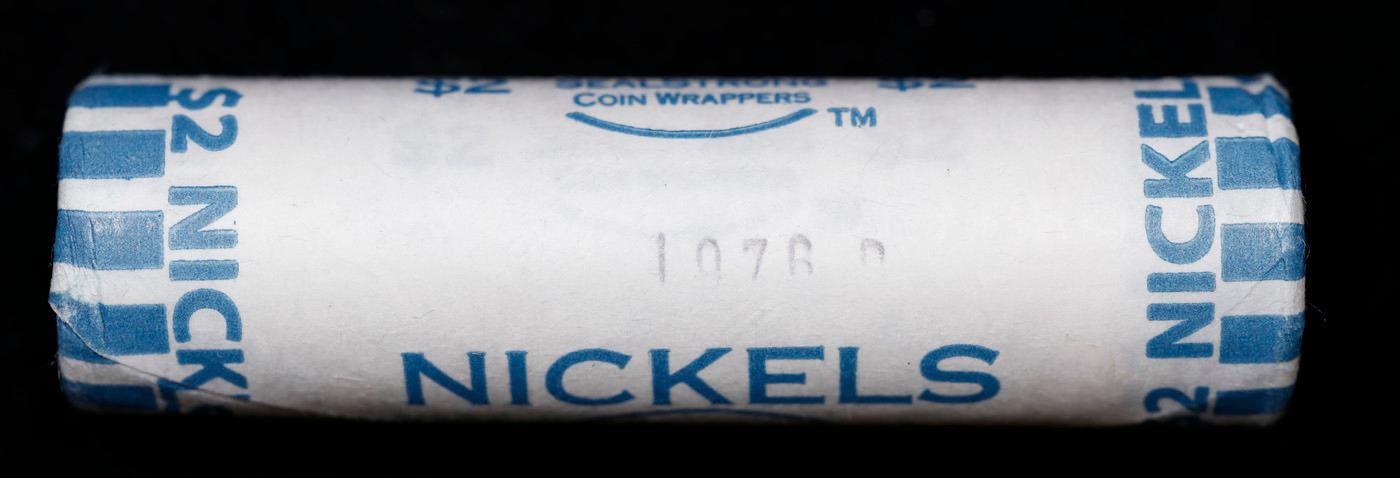 $2 SEALSTRONG $2
COIN WRAPPERS
TM
1976 D
NICKELS
$2 NICK
2 NICKEL